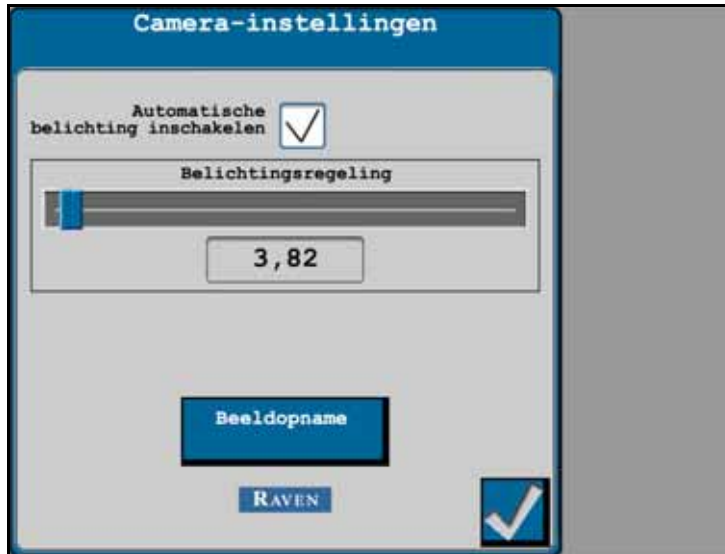 Camera-instellingen
Automatische
belichting inschakelen
Belichtingsregeling
3,82
Beeldopname
RAVEN